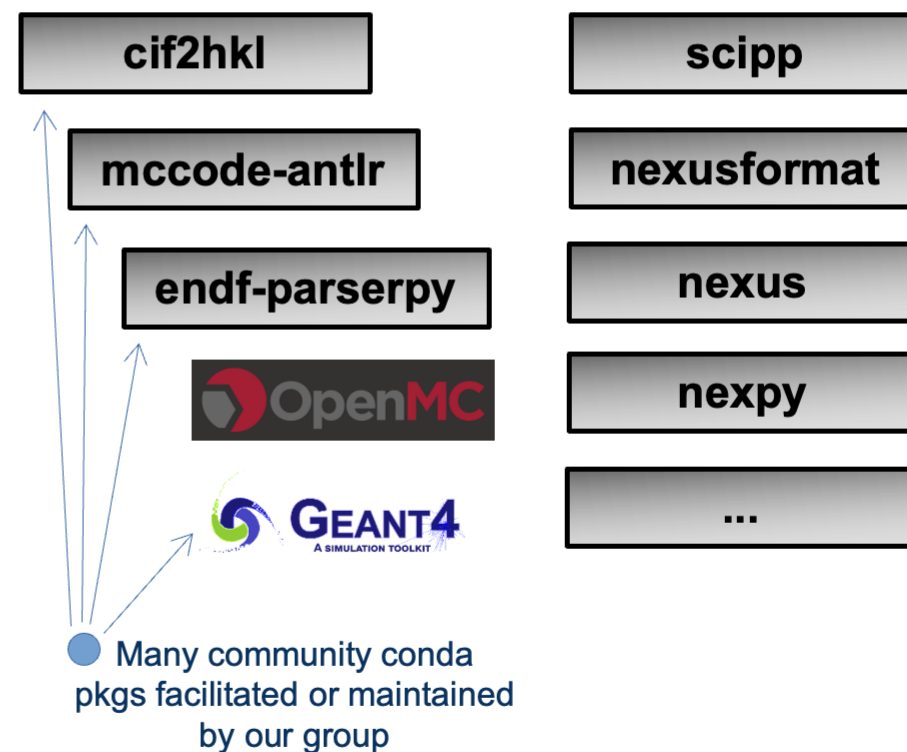 cif2hkl
mccode-antlr
endf-parserpy
OpenMC
GEANT4
A SIMULATION TOOLKIT
Many community conda
pkgs facilitated or maintained
by our group
scipp
nexusformat
nexus
nexpy
...